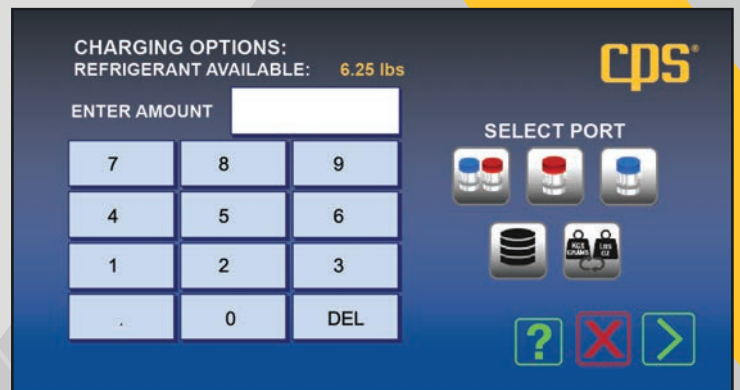 CHARGING OPTIONS:
REFRIGERANT AVAILABLE: 6.25 lbs
cps®
ENTER AMOUNT
SELECT PORT
7 8 9
4 5 6
1 2 3
. 0 DEL
KGS LBS
GRAMS OZ
?